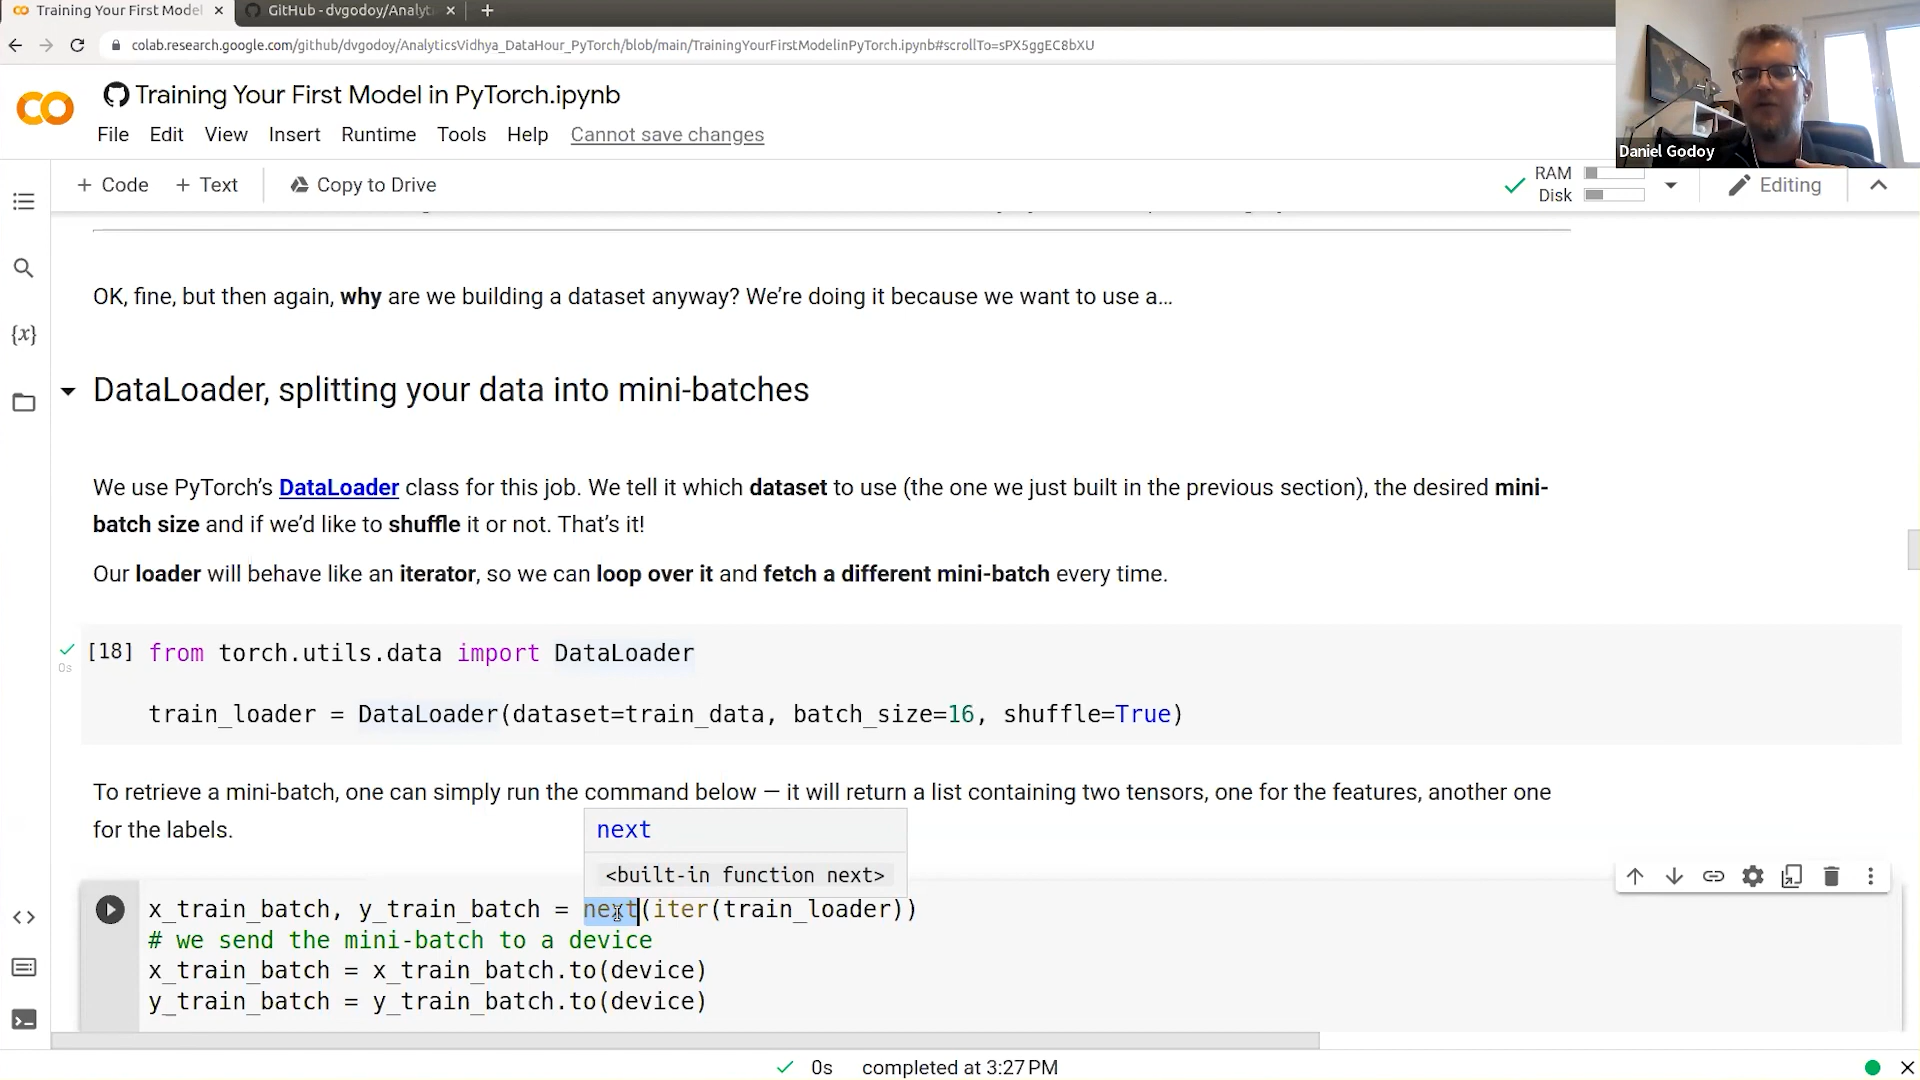 Training Your First Model
GitHub - dvgodoy/Analyt
colab.research.google.com/github/dvgodoy/AnalyticsVidhya_DataHour_PyTorch/blob/main/TrainingYourFirstModelinPyTorch.ipynb#scrollTo=sPX5ggEC8bXU
Training Your First Model in PyTorch.ipynb
File Edit View Insert Runtime Tools Help Cannot save changes
Daniel Godoy
+ Code + Text Copy to Drive
RAM
Disk
Editing
OK, fine, but then again, why are we building a dataset anyway? We’re doing it because we want to use a…
DataLoader, splitting your data into mini-batches
We use PyTorch’s DataLoader class for this job. We tell it which dataset to use (the one we just built in the previous section), the desired mini-
batch size and if we’d like to shuffle it or not. That’s it!
Our loader will behave like an iterator, so we can loop over it and fetch a different mini-batch every time.
[18] from torch.utils.data import DataLoader
0s
train_loader = DataLoader(dataset=train_data, batch_size=16, shuffle=True)
To retrieve a mini-batch, one can simply run the command below — it will return a list containing two tensors, one for the features, another one
for the labels.
next
<built-in function next>
x_train_batch, y_train_batch = next(iter(train_loader))
# we send the mini-batch to a device
x_train_batch = x_train_batch.to(device)
y_train_batch = y_train_batch.to(device)
0s completed at 3:27 PM